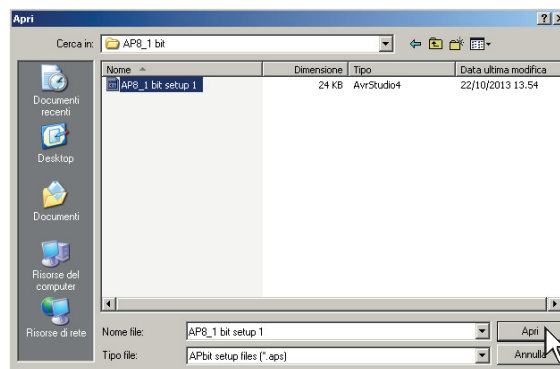 Apri
Cerca in: AP8_1 bit
Nome Dimensione Tipo Data ultima modifica
AP8_1 bit setup 1 24 KB AvrStudio4 22/10/2013 13.54
Documenti
recenti
Desktop
Documenti
Risorse del
computer
Risorse di rete
Nome file: AP8_1 bit setup 1 Apri
Tipo file: APbit setup files (*.aps) Annulla